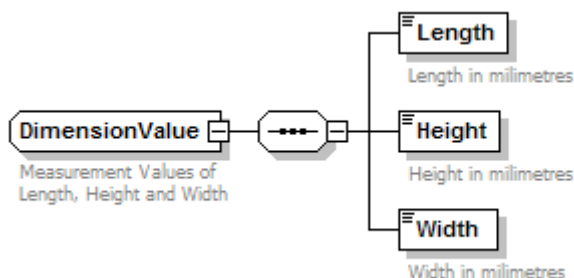 Length
Length in milimetres
DimensionValue
Measurement Values of
Length, Height and Width
Height
Height in milimetres
Width
Width in milimetres